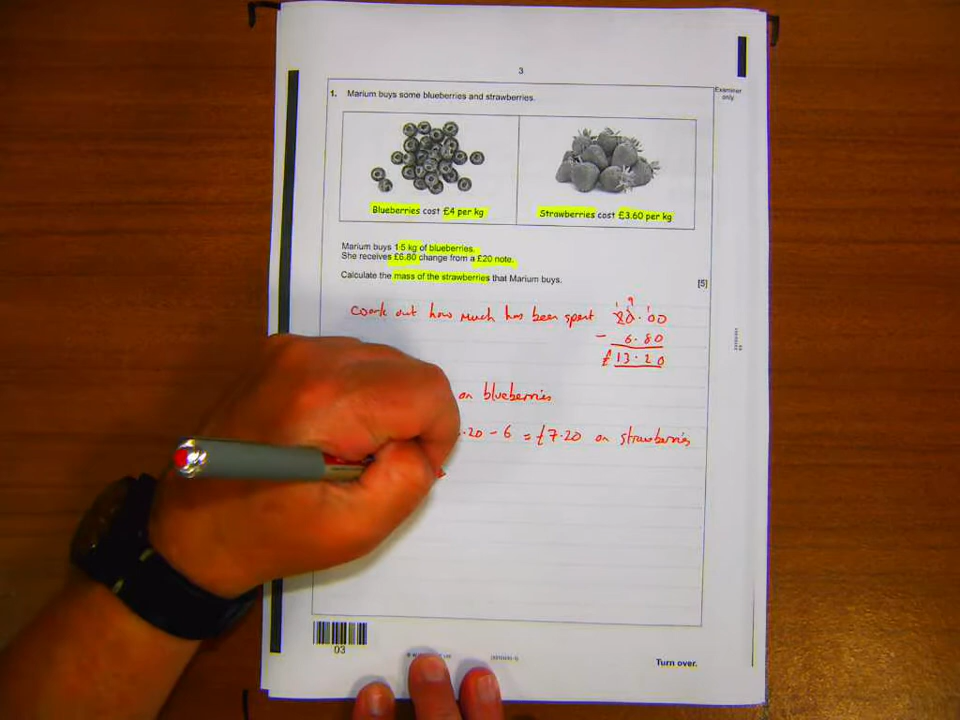 3
Examiner only
1. Marium buys some blueberries and strawberries.
Blueberries cost £4 per kg
Strawberries cost £3.60 per kg
Marium buys 1·5 kg of blueberries.
She receives £6.80 change from a £20 note.
Calculate the mass of the strawberries that Marium buys.
[5]
Work out how much has been spent 20.00
- 6.80
£13.20
on blueberries
.20 - 6 = £7.20 on strawberries
03
Turn over.